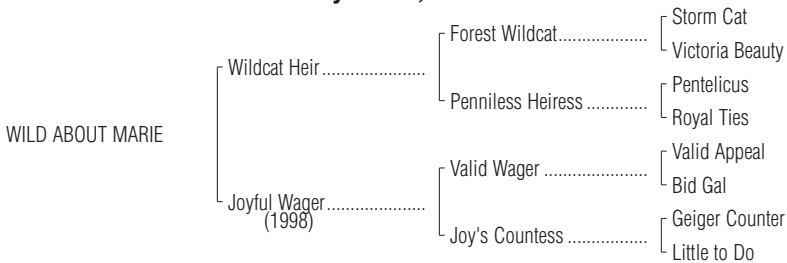 Storm Cat
Forest Wildcat....................
Victoria Beauty
Wildcat Heir.......................
Pentelicus
Penniless Heiress ..............
Royal Ties
WILD ABOUT MARIE
Valid Appeal
Valid Wager .......................
Bid Gal
Joyful Wager......................
(1998)
Geiger Counter
Joy's Countess ..................
Little to Do